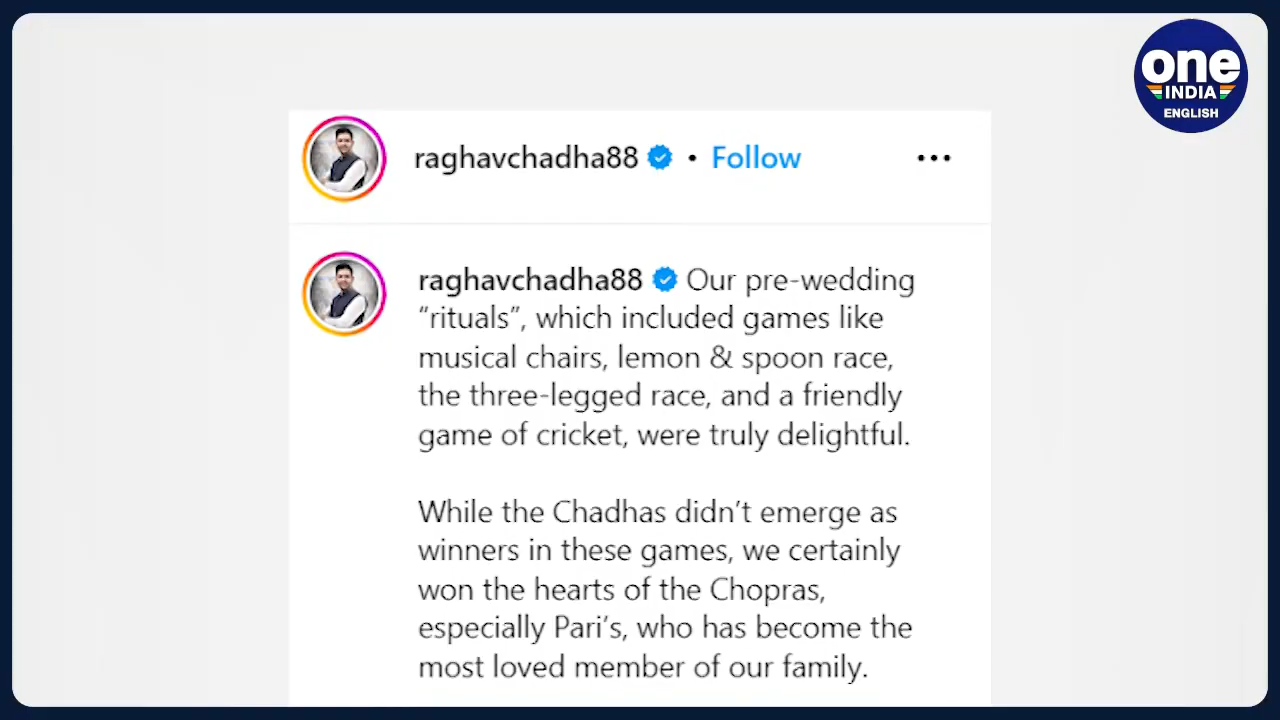 one
INDIA
ENGLISH
raghavchadha88 • Follow •••
raghavchadha88 Our pre-wedding
“rituals”, which included games like
musical chairs, lemon & spoon race,
the three-legged race, and a friendly
game of cricket, were truly delightful.
While the Chadhas didn’t emerge as
winners in these games, we certainly
won the hearts of the Chopras,
especially Pari’s, who has become the
most loved member of our family.